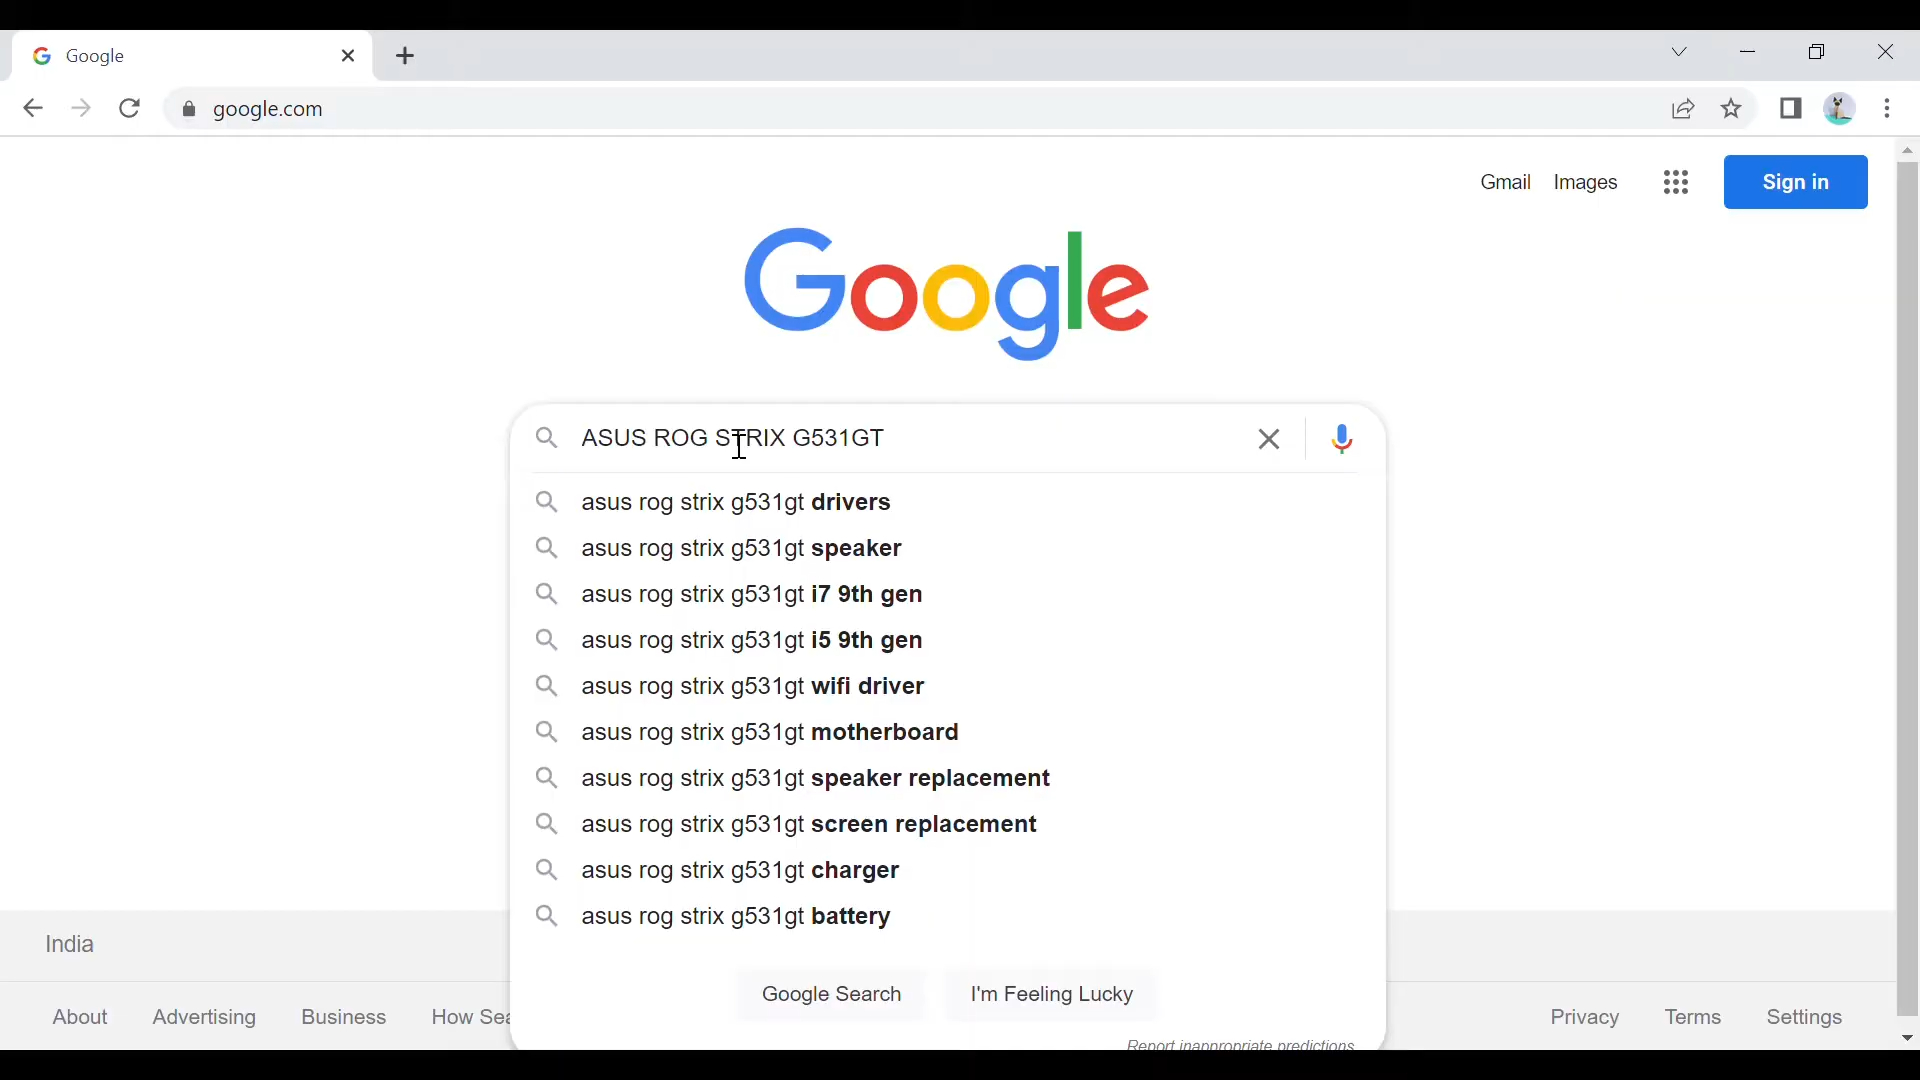 Google
google.com
Gmail Images Sign in
Google
ASUS ROG STRIX G531GT
asus rog strix g531gt drivers
asus rog strix g531gt speaker
asus rog strix g531gt i7 9th gen
asus rog strix g531gt i5 9th gen
asus rog strix g531gt wifi driver
asus rog strix g531gt motherboard
asus rog strix g531gt speaker replacement
asus rog strix g531gt screen replacement
asus rog strix g531gt charger
asus rog strix g531gt battery
India
Google Search I'm Feeling Lucky
About Advertising Business How Sea Privacy Terms Settings
Report inappropriate predictions